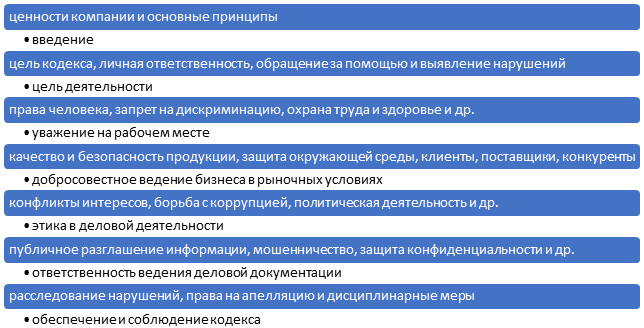 ценности компании и основные принципы
• введение
цель кодекса, личная ответственность, обращение за помощью и выявление нарушений
• цель деятельности
права человека, запрет на дискриминацию, охрана труда и здоровье и др.
• уважение на рабочем месте
качество и безопасность продукции, защита окружающей среды, клиенты, поставщики, конкуренты
• добросовестное ведение бизнеса в рыночных условиях
конфликты интересов, борьба с коррупцией, политическая деятельность и др.
• этика в деловой деятельности
публичное разглашение информации, мошенничество, защита конфиденциальности и др.
• ответственность ведения деловой документации
расследование нарушений, права на апелляцию и дисциплинарные меры
• обеспечение и соблюдение кодекса